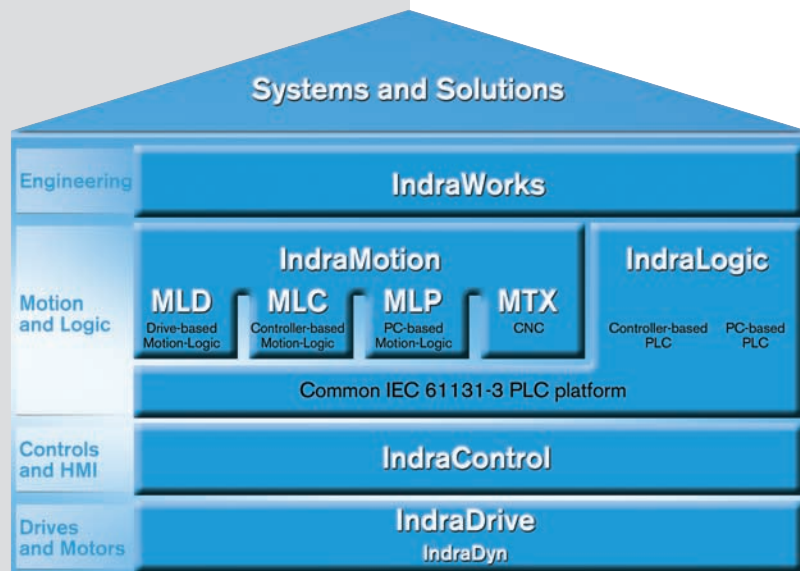 Systems and Solutions
Engineering
IndraWorks
Motion
and Logic
IndraMotion
MLD
Drive-based
Motion-Logic
MLC
Controller-based
Motion-Logic
MLP
PC-based
Motion-Logic
MTX
CNC
IndraLogic
Controller-based
PLC
PC-based
PLC
Common IEC 61131-3 PLC platform
Controls
and HMI
IndraControl
Drives
and Motors
IndraDrive
IndraDyn